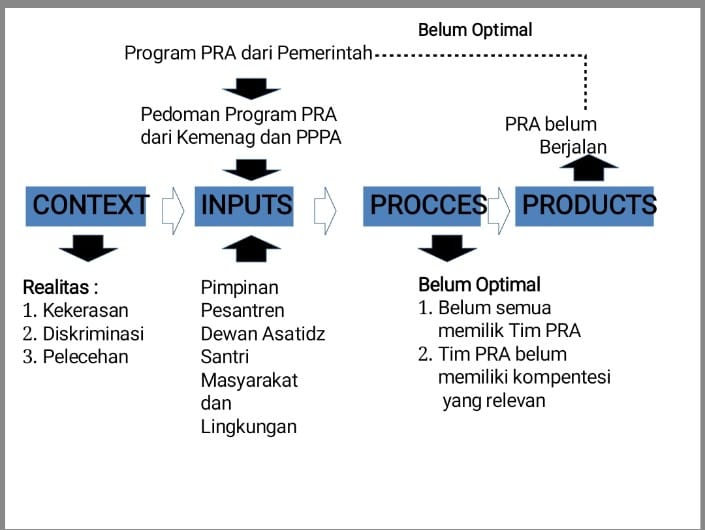 Belum Optimal
Program PRA dari Pemerintah
Pedoman Program PRA
dari Kemenag dan PPPA
PRA belum
Berjalan
CONTEXT
INPUTS
PROCCES
PRODUCTS
Realitas :
1. Kekerasan
2. Diskriminasi
3. Pelecehan
Pimpinan
Pesantren
Dewan Asatidz
Santri
Masyarakat
dan
Lingkungan
Belum Optimal
1. Belum semua
memilik Tim PRA
2. Tim PRA belum
memiliki kompentesi
yang relevan